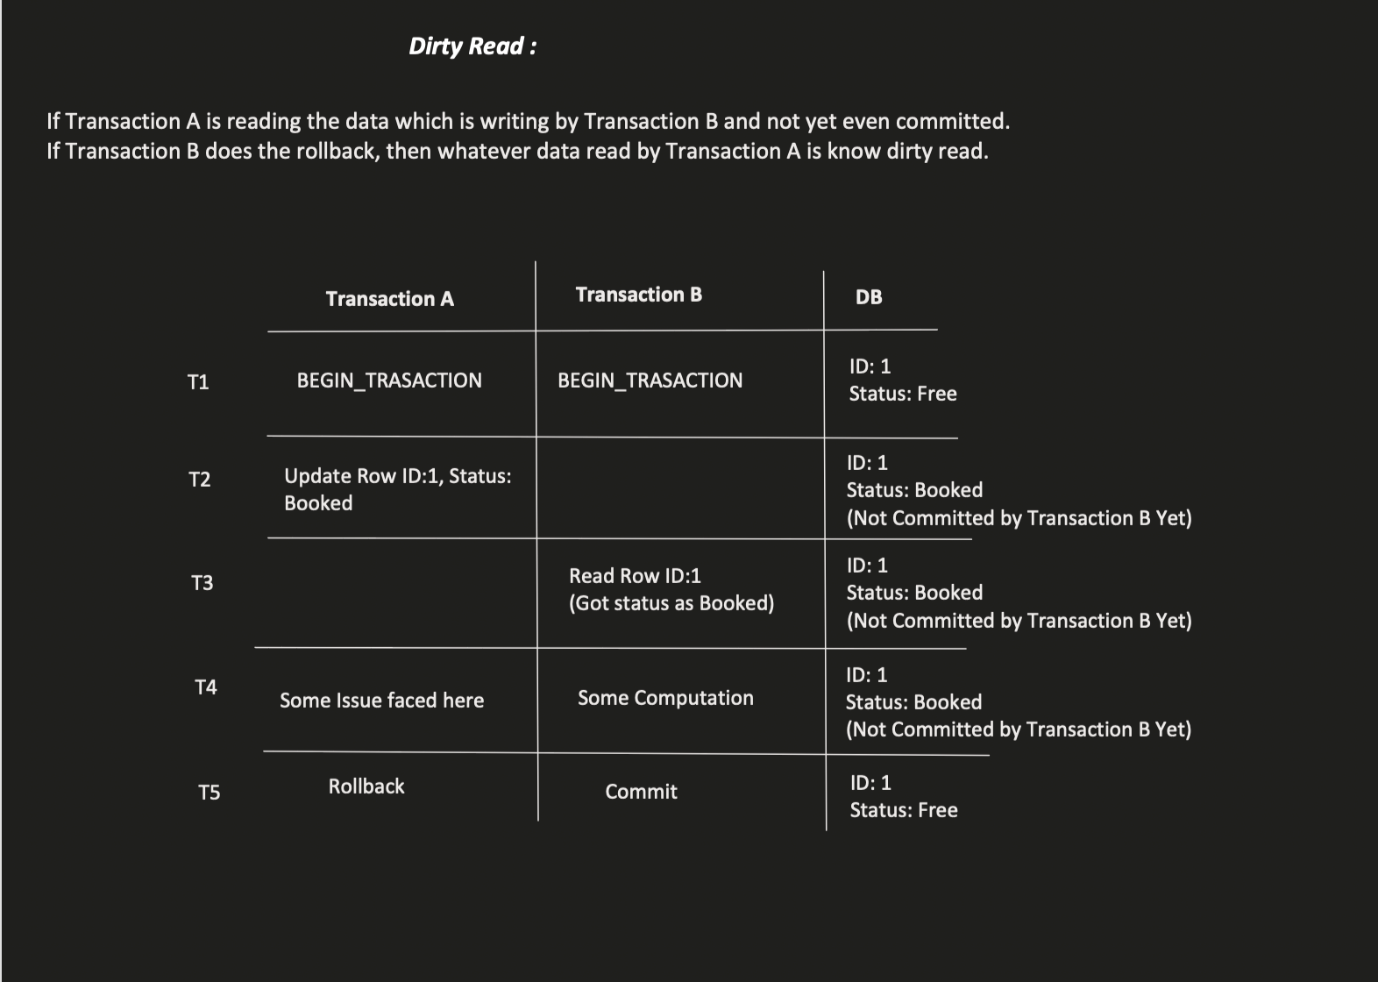 Dirty Read :
If Transaction A is reading the data which is writing by Transaction B and not yet even committed.
If Transaction B does the rollback, then whatever data read by Transaction A is know dirty read.
Transaction A
Transaction B
DB
T1
BEGIN_TRASACTION
BEGIN_TRASACTION
ID: 1
Status: Free
T2
Update Row ID:1, Status:
Booked
ID: 1
Status: Booked
(Not Committed by Transaction B Yet)
T3
Read Row ID:1
(Got status as Booked)
ID: 1
Status: Booked
(Not Committed by Transaction B Yet)
T4
Some Issue faced here
Some Computation
ID: 1
Status: Booked
(Not Committed by Transaction B Yet)
T5
Rollback
Commit
ID: 1
Status: Free